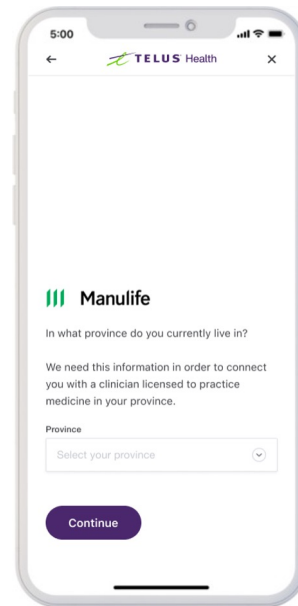 5:00
TELUS Health
Manulife
In what province do you currently live in?
We need this information in order to connect
you with a clinician licensed to practice
medicine in your province.
Province
Select your province
Continue